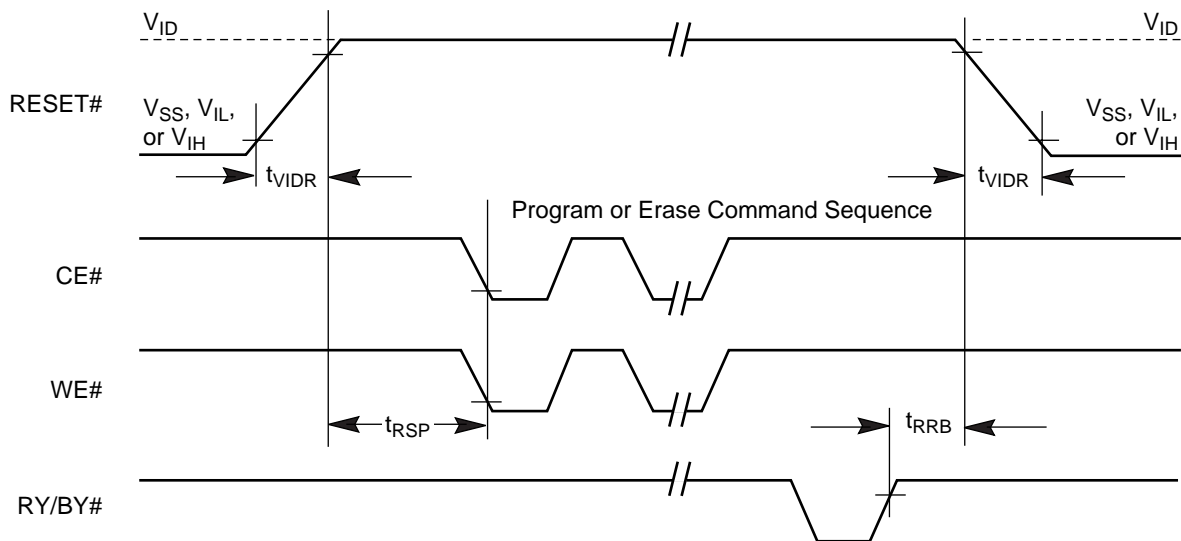 VID
VID
RESET#
VSS, VIL,
or VIH
VSS, VIL,
or VIH
tVIDR
tVIDR
Program or Erase Command Sequence
CE#
WE#
tRSP
tRRB
RY/BY#